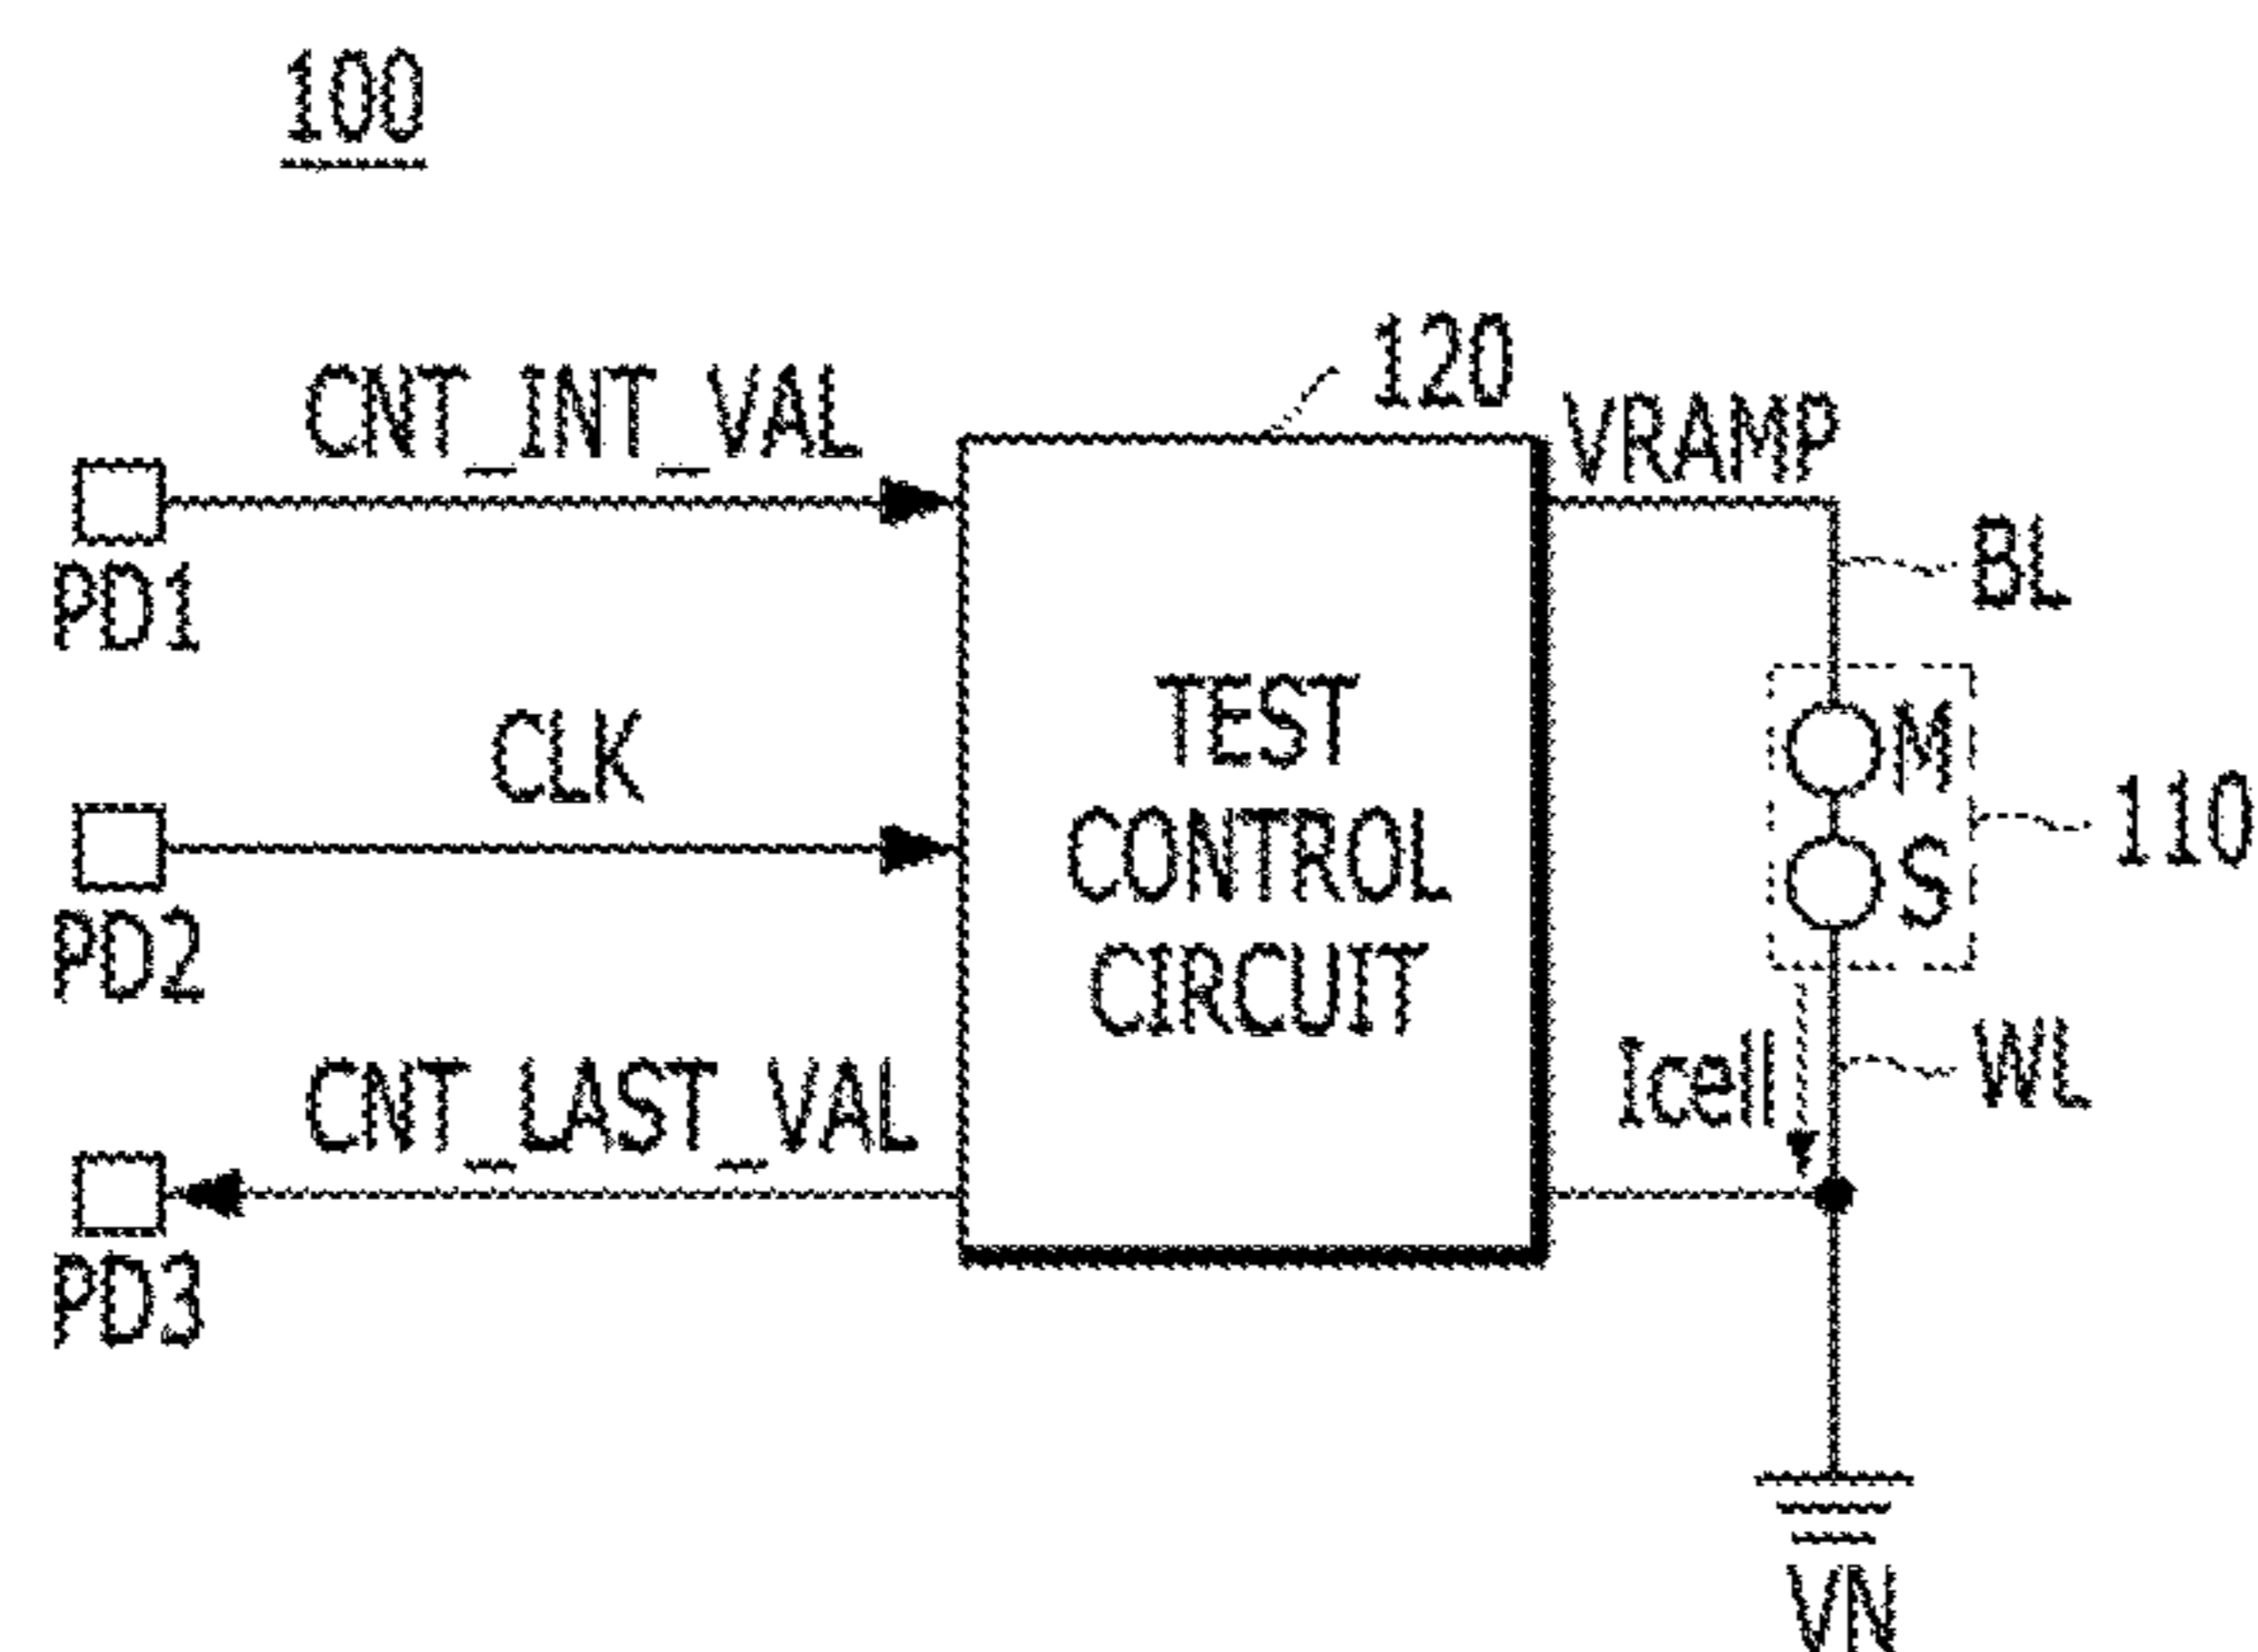 100
120
CNT_INT_VAL
VRAMP
BL
PD1
TEST
CONTROL
CIRCUIT
CLK
M
S
110
PD2
CNT_LAST_VAL
Icell
WL
PD3
VN